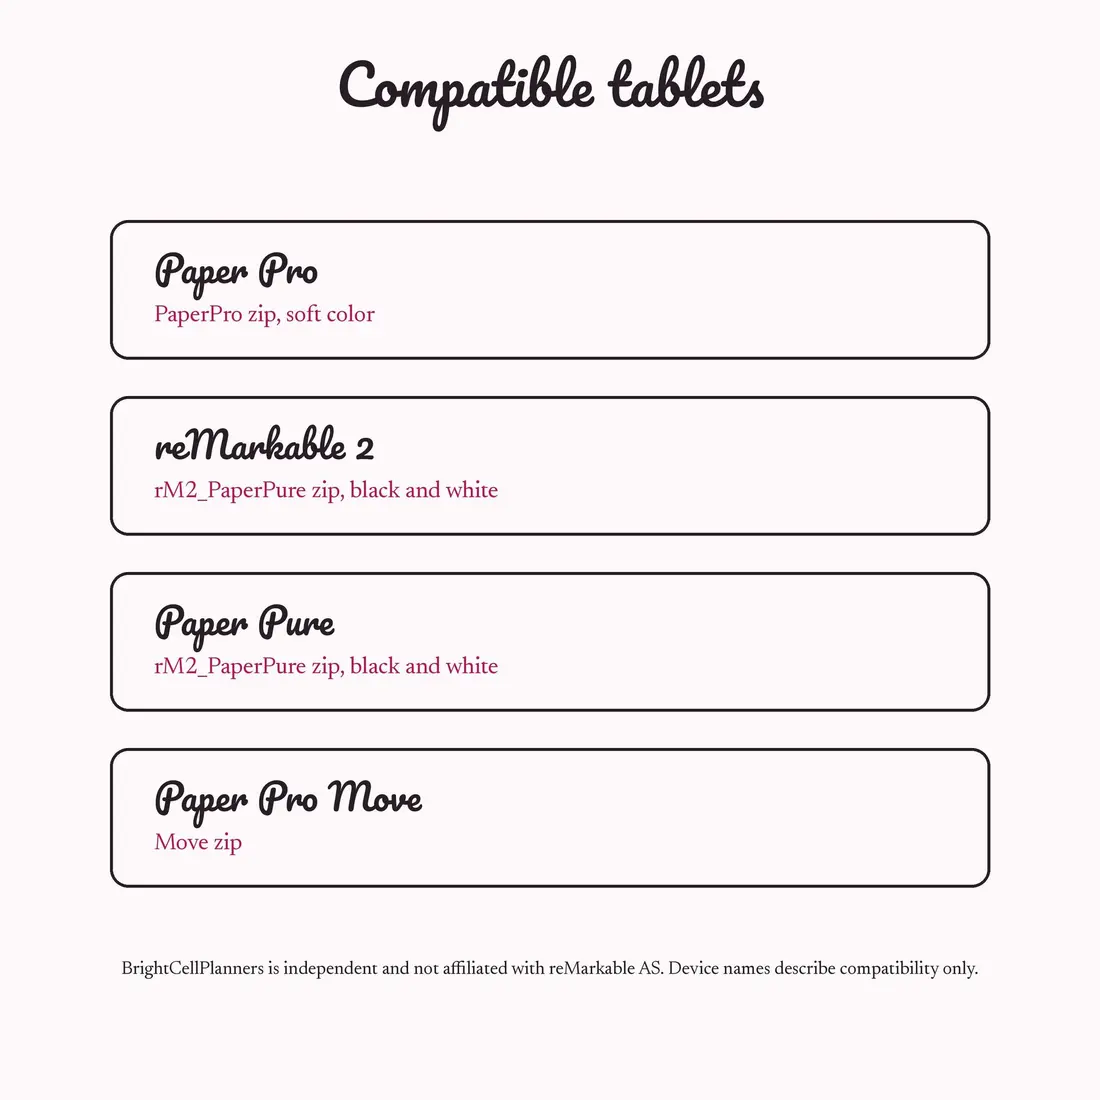 Compatible tablets
Paper Pro
PaperPro zip, soft color
reMarkable 2
rM2_PaperPure zip, black and white
Paper Pure
rM2_PaperPure zip, black and white
Paper Pro Move
Move zip
BrightCellPlanners is independent and not affiliated with reMarkable AS. Device names describe compatibility only.